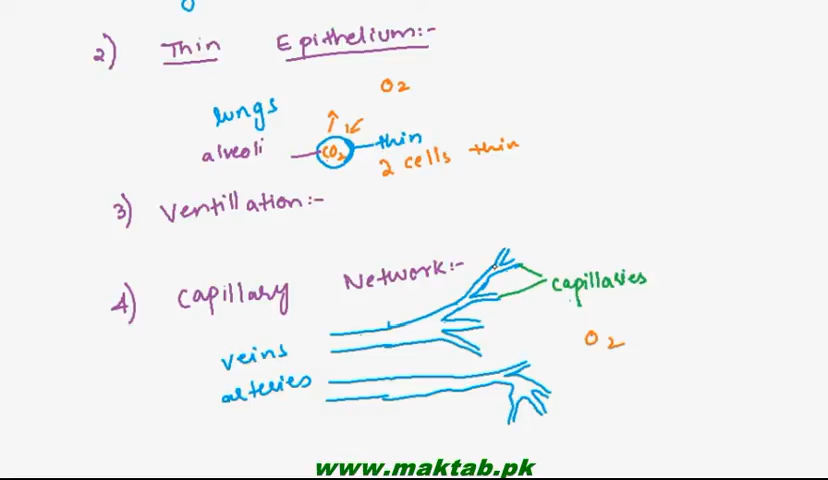 2) Thin Epithelium:-
O2
lungs
alveoli CO2 thin
2 cells thin
3) Ventillation:-
4) Capillary Network:-
capillaries
O2
veins
arteries
www.maktab.pk